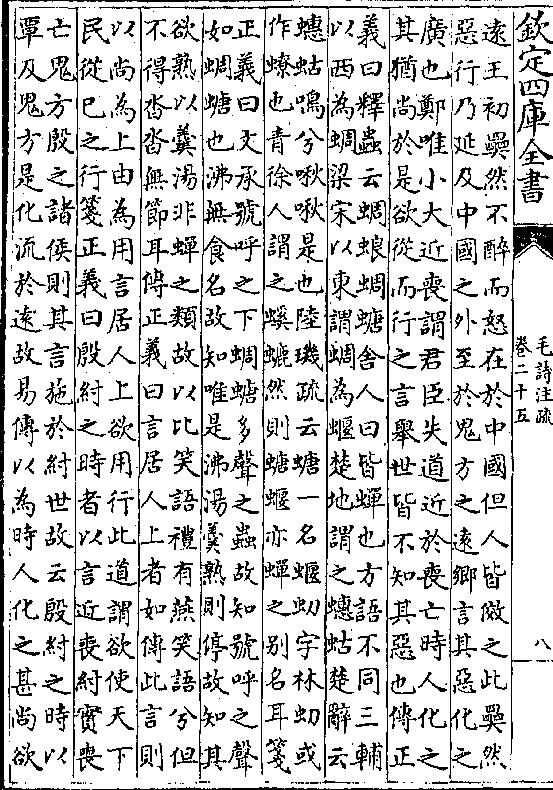 欽定四庫全書
毛詩注疏
卷二十五
八
遠王初奰然不醉而怒在於中國但人皆傚之此奰然
惡行乃延及中國之外至於鬼方之遠鄉言其惡化之
廣也鄭唯小大近喪謂君臣失道近於喪亡時人化之
其猶尚於是欲從而行之言舉世皆不知其惡也傳正
義曰釋蟲云蜩蜋蜩螗舍人曰皆蟬也方語不同三輔
以西為蜩梁宋以東謂蜩為蝘楚地謂之蟪蛄楚辭云
蟪蛄鳴兮啾啾是也陸璣疏云螗一名蝘虭字林虭或
作蟟也青徐人謂之螇螰然則螗蝘亦蟬之别名耳箋
正義曰文承號呼之下蜩螗多聲之蟲故知號呼之聲
如蜩螗也沸無食名故知唯是沸湯羮熟則停故知其
欲熟以羮湯非蟬之類故以比笑語禮有燕笑語兮但
不得沓沓無節耳傳正義曰言居人上者如傳此言則
以尚為上由為用言居人上欲用行此道謂欲使天下
民從已之行箋正義曰殷紂之時者以言近喪紂實喪
亡鬼方殷之諸侯則其言施於紂世故云殷紂之時以
覃及鬼方是化流於遠故易傳以為時人化之甚尚欲